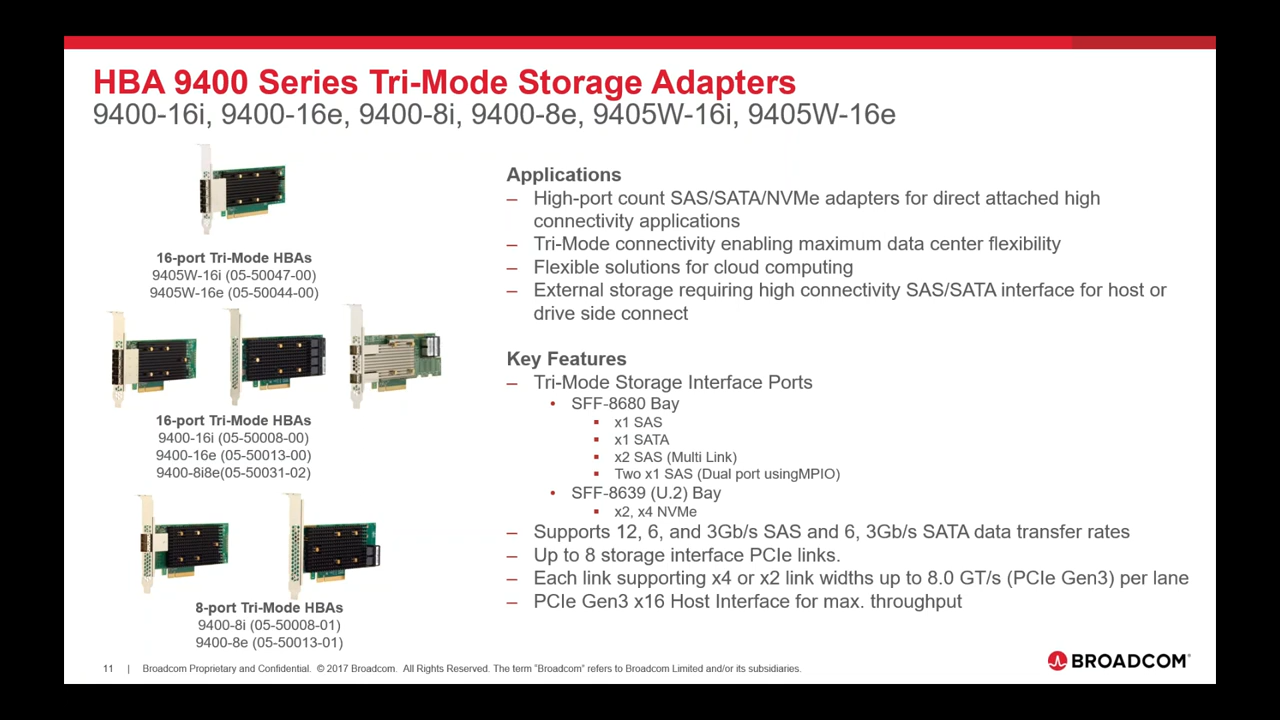 HBA 9400 Series Tri-Mode Storage Adapters
9400-16i, 9400-16e, 9400-8i, 9400-8e, 9405W-16i, 9405W-16e
16-port Tri-Mode HBAs
9405W-16i (05-50047-00)
9405W-16e (05-50044-00)
16-port Tri-Mode HBAs
9400-16i (05-50008-00)
9400-16e (05-50013-00)
9400-8i8e(05-50031-02)
8-port Tri-Mode HBAs
9400-8i (05-50008-01)
9400-8e (05-50013-01)
Applications
– High-port count SAS/SATA/NVMe adapters for direct attached high
connectivity applications
– Tri-Mode connectivity enabling maximum data center flexibility
– Flexible solutions for cloud computing
– External storage requiring high connectivity SAS/SATA interface for host or
drive side connect
Key Features
– Tri-Mode Storage Interface Ports
• SFF-8680 Bay
▪ x1 SAS
▪ x1 SATA
▪ x2 SAS (Multi Link)
▪ Two x1 SAS (Dual port usingMPIO)
• SFF-8639 (U.2) Bay
▪ x2, x4 NVMe
– Supports 12, 6, and 3Gb/s SAS and 6, 3Gb/s SATA data transfer rates
– Up to 8 storage interface PCIe links.
– Each link supporting x4 or x2 link widths up to 8.0 GT/s (PCIe Gen3) per lane
– PCIe Gen3 x16 Host Interface for max. throughput
11 | Broadcom Proprietary and Confidential. © 2017 Broadcom. All Rights Reserved. The term “Broadcom” refers to Broadcom Limited and/or its subsidiaries.
BROADCOM®